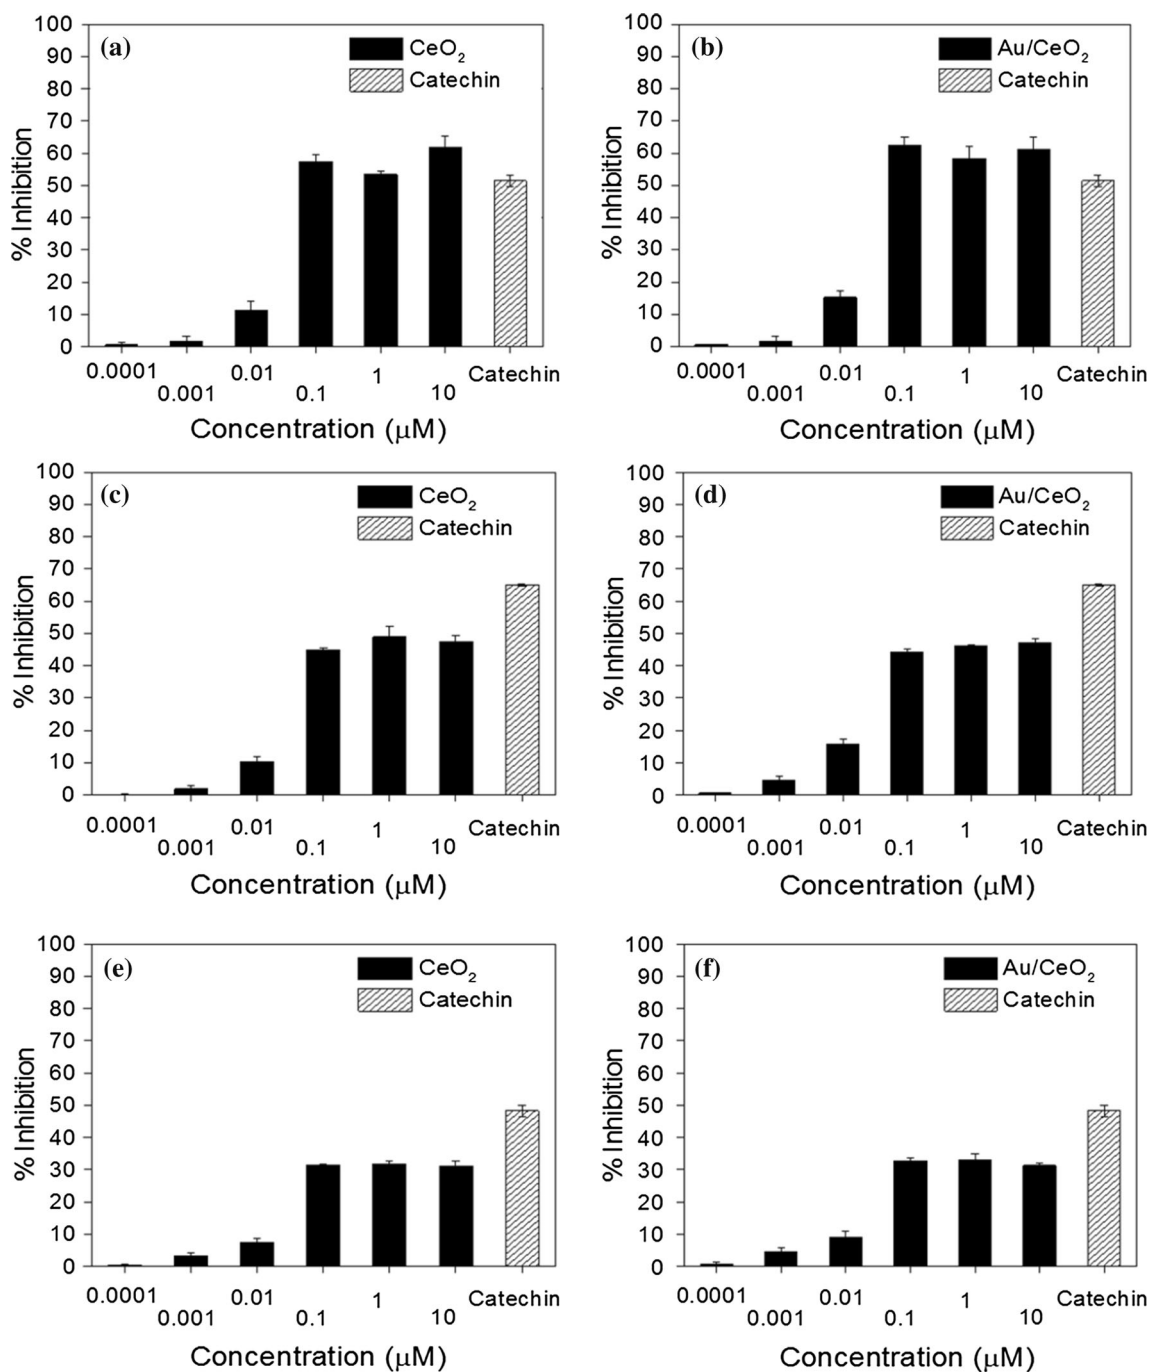 (a)
CeO₂
Catechin
% Inhibition
100
90
80
70
60
50
40
30
20
10
0
0.0001 0.01 1 Catechin
0.001 0.1 10
Concentration (μM)
(b)
Au/CeO₂
Catechin
% Inhibition
100
90
80
70
60
50
40
30
20
10
0
0.0001 0.01 1 Catechin
0.001 0.1 10
Concentration (μM)
(c)
CeO₂
Catechin
% Inhibition
100
90
80
70
60
50
40
30
20
10
0
0.0001 0.01 1 Catechin
0.001 0.1 10
Concentration (μM)
(d)
Au/CeO₂
Catechin
% Inhibition
100
90
80
70
60
50
40
30
20
10
0
0.0001 0.01 1 Catechin
0.001 0.1 10
Concentration (μM)
(e)
CeO₂
Catechin
% Inhibition
100
90
80
70
60
50
40
30
20
10
0
0.0001 0.01 1 Catechin
0.001 0.1 10
Concentration (μM)
(f)
Au/CeO₂
Catechin
% Inhibition
100
90
80
70
60
50
40
30
20
10
0
0.0001 0.01 1 Catechin
0.001 0.1 10
Concentration (μM)